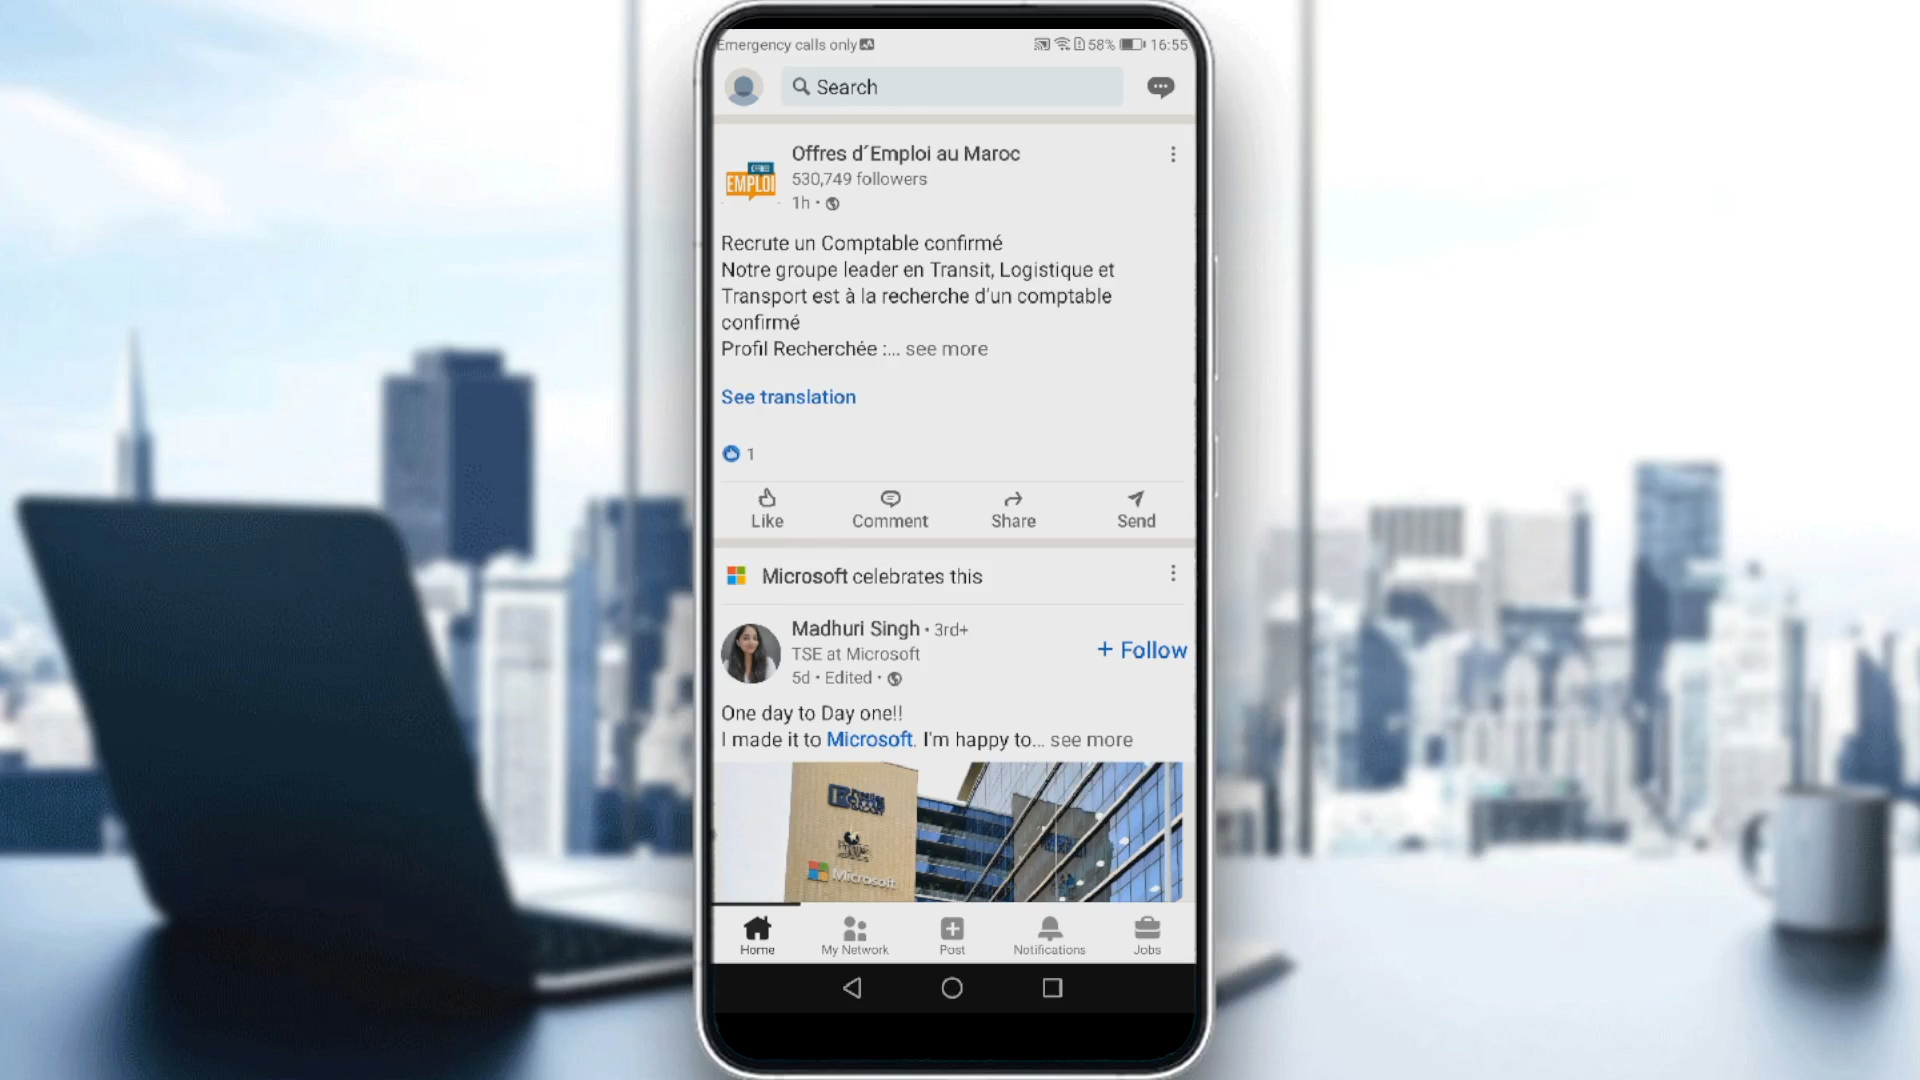 Emergency calls only
58% 16:55
Search
Offres d´Emploi au Maroc
530,749 followers
1h •
OFFRES
EMPLOI
Recrute un Comptable confirmé
Notre groupe leader en Transit, Logistique et
Transport est à la recherche d'un comptable
confirmé
Profil Recherchée :... see more
See translation
1
Like
Comment
Share
Send
Microsoft celebrates this
Madhuri Singh • 3rd+
TSE at Microsoft
5d • Edited •
+ Follow
One day to Day one!!
I made it to Microsoft. I'm happy to... see more
Microsoft
Home
My Network
Post
Notifications
Jobs